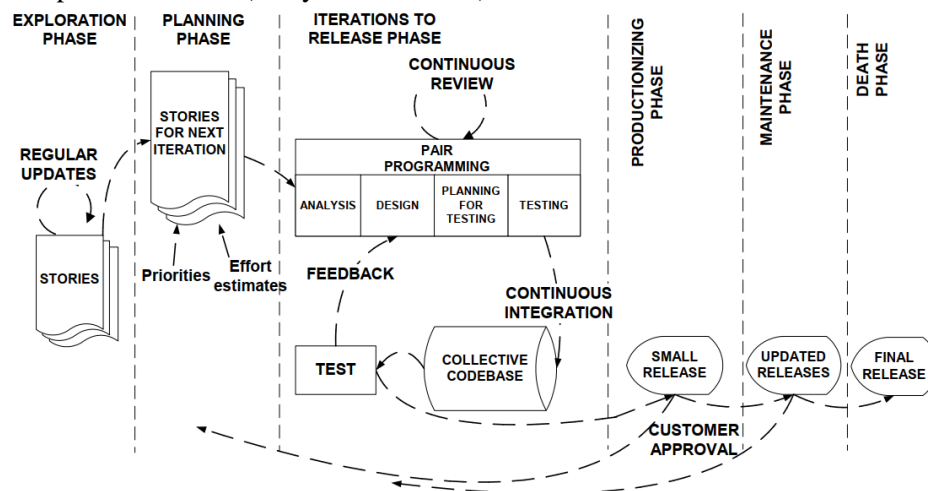 EXPLORATION
PHASE
PLANNING
PHASE
ITERATIONS TO
RELEASE PHASE
PRODUCTIONIZING
PHASE
MAINTENANCE
PHASE
DEATH
PHASE
CONTINUOUS
REVIEW
STORIES
FOR NEXT
ITERATION
REGULAR
UPDATES
PAIR
PROGRAMMING
ANALYSIS
DESIGN
PLANNING
FOR
TESTING
TESTING
STORIES
Priorities
Effort
estimates
FEEDBACK
CONTINUOUS
INTEGRATION
TEST
COLLECTIVE
CODEBASE
SMALL
RELEASE
UPDATED
RELEASES
FINAL
RELEASE
CUSTOMER
APPROVAL